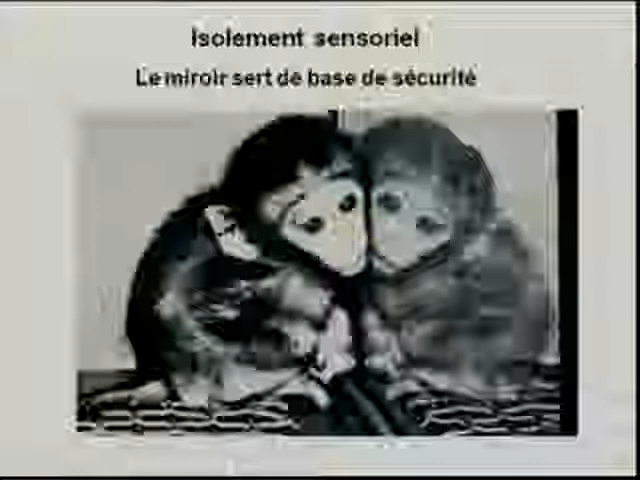 Isolement sensoriel
Le miroir sert de base de sécurité